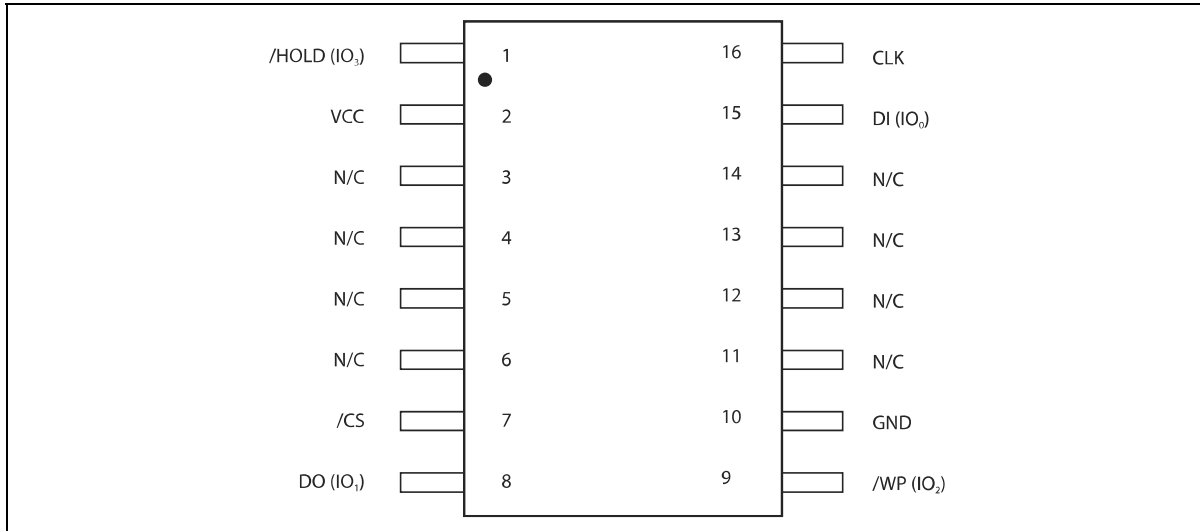 /HOLD (IO₃) 1 16 CLK
VCC 2 15 DI (IO₀)
N/C 3 14 N/C
N/C 4 13 N/C
N/C 5 12 N/C
N/C 6 11 N/C
/CS 7 10 GND
DO (IO₁) 8 9 /WP (IO₂)